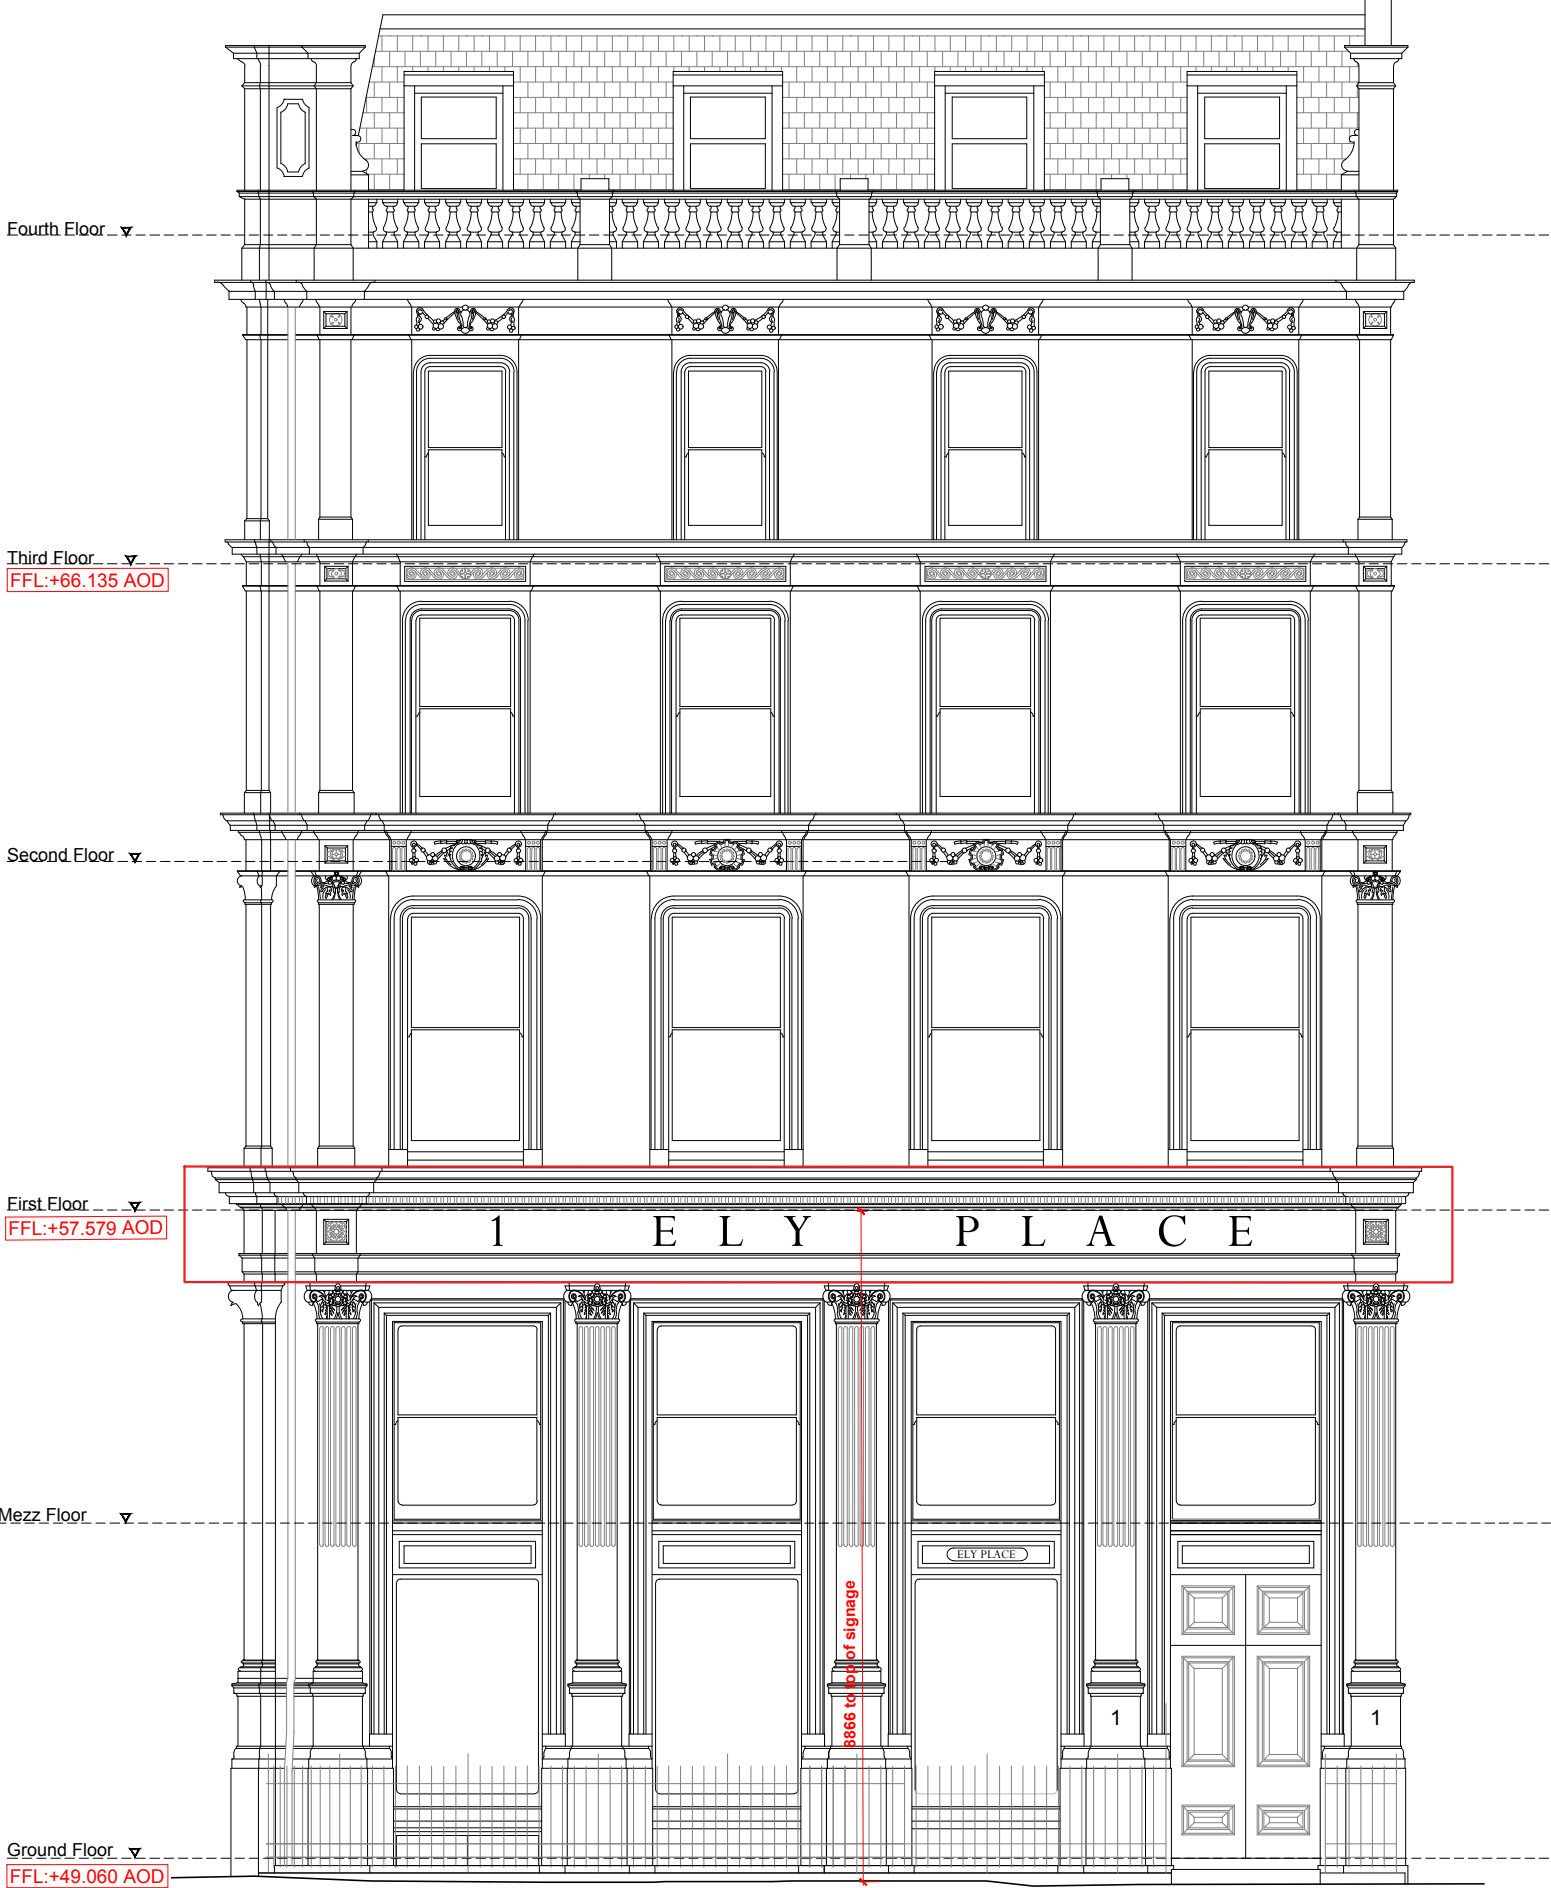 Fourth Floor
Third Floor
FFL:+66.135 AOD
Second Floor
First Floor
FFL:+57.579 AOD
1 ELY PLACE
Mezz Floor
ELY PLACE
8866 to top of signage
1
1
Ground Floor
FFL:+49.060 AOD